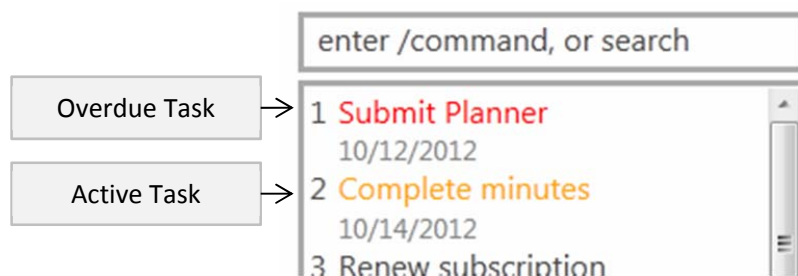 enter /command, or search
Overdue Task
1 Submit Planner
10/12/2012
Active Task
2 Complete minutes
10/14/2012
3 Renew subscription